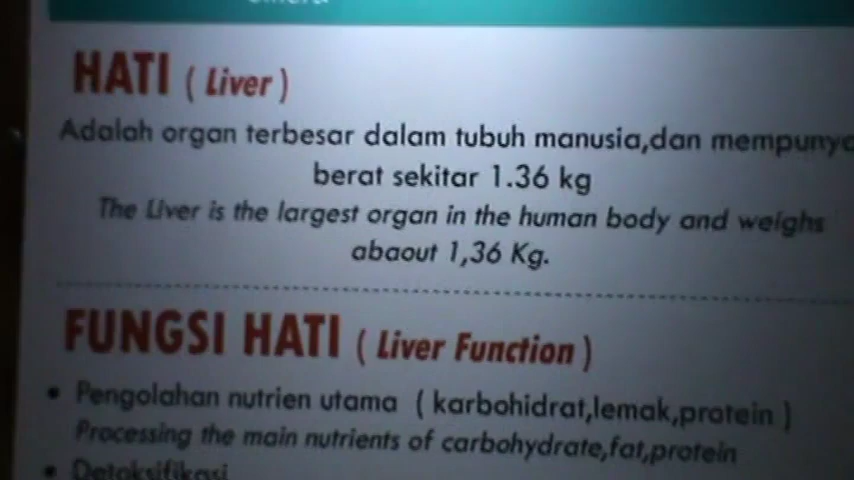 HATI ( Liver )
Adalah organ terbesar dalam tubuh manusia,dan
berat sekitar 1.36 kg
The Liver is the largest organ in the human body and weighs
abaout 1,36 Kg.
FUNGSI HATI ( Liver Function )
• Pengolahan nutrien utama ( karbohidrat,lemak,protein )
Processing the main nutrients of carbohydrate,fat,protein
• Detoksifikasi